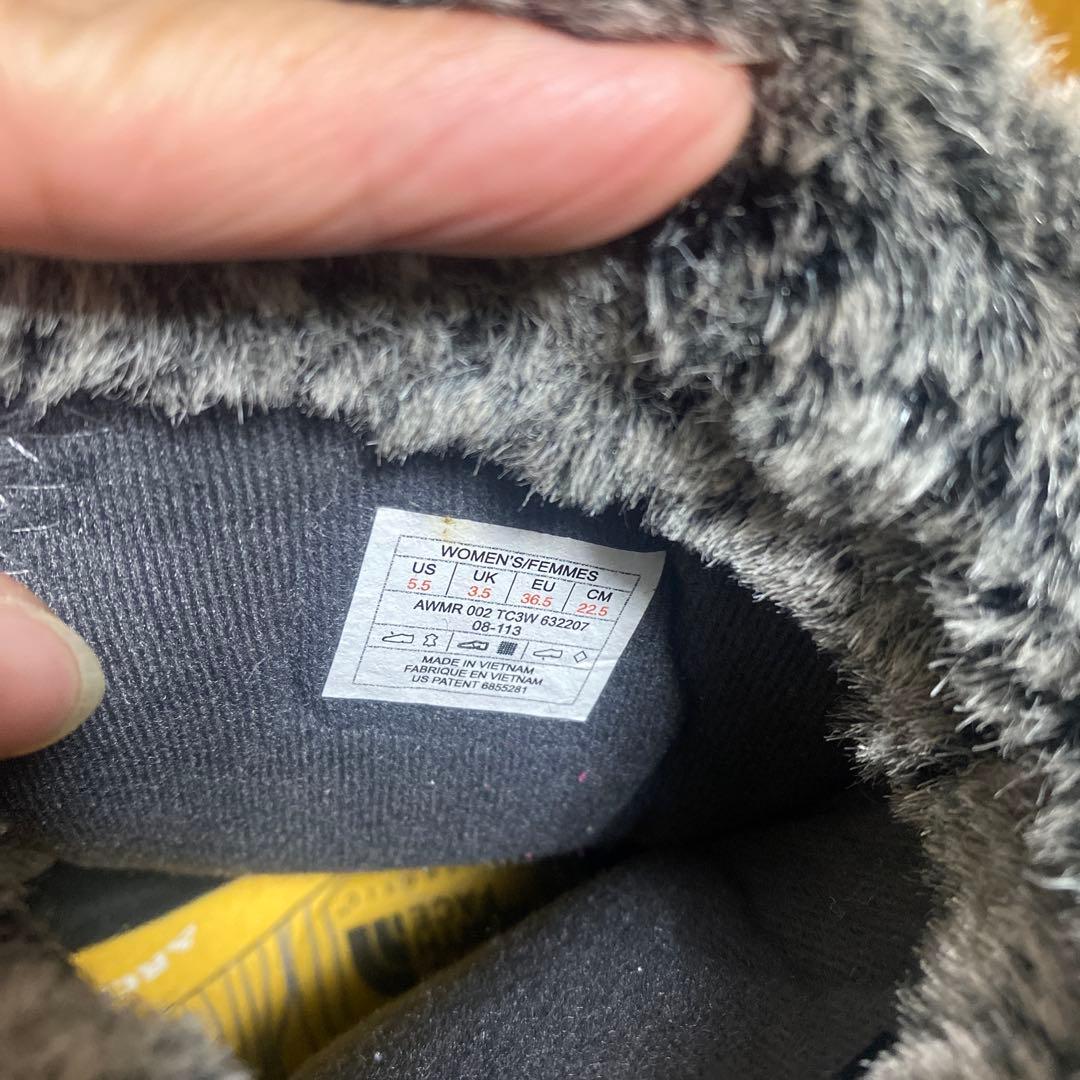 WOMEN'S/FEMMES
US UK EU CM
5.5 3.5 36.5 22.5
AWMR 002 TC3W 632207
08-113
MADE IN VIETNAM
FABRIQUE EN VIETNAM
US PATENT 6855281